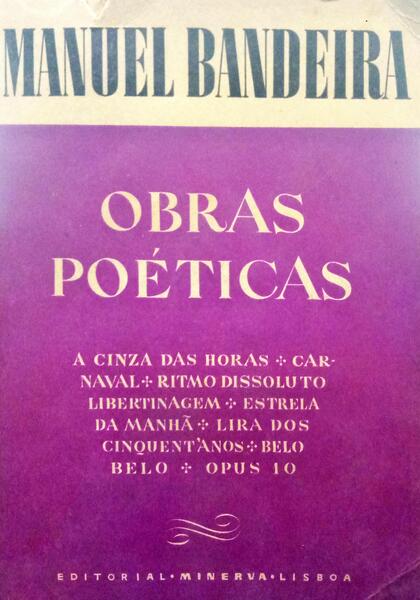 MANUEL BANDEIRA
OBRAS
POÉTICAS
A CINZA DAS HORAS ✣ CAR-
NAVAL ✣ RITMO DISSOLUTO
LIBERTINAGEM ✣ ESTRELA
DA MANHÃ ✣ LIRA DOS
CINQUENT'ANOS ✣ BELO
BELO ✣ OPUS 10
EDITORIAL • MINERVA • LISBOA